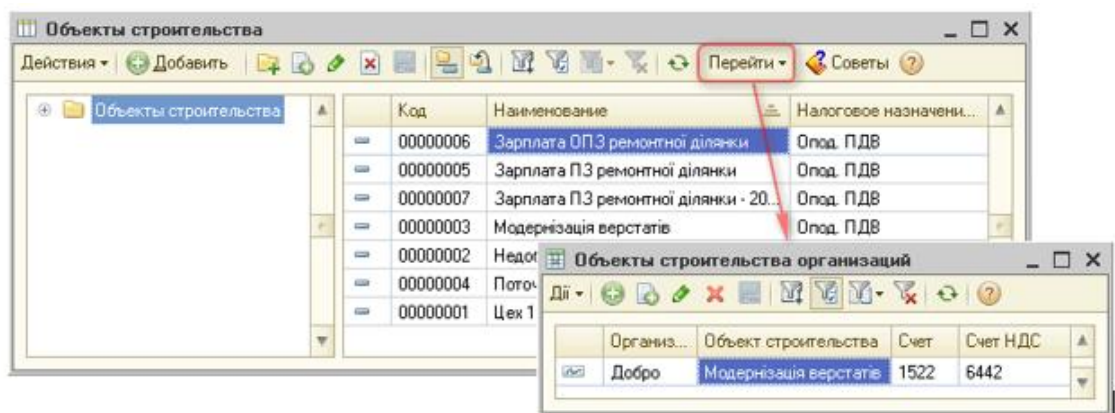 Объекты строительства
Действия Добавить Перейти Советы
Объекты строительства
Код Наименование Налоговое назначени...
00000006 Зарплата ОПЗ ремонтної ділянки Опод. ПДВ
00000005 Зарплата ПЗ ремонтної ділянки Опод. ПДВ
00000007 Зарплата ПЗ ремонтної ділянки - 20... Опод. ПДВ
00000003 Модернізація верстатів Опод. ПДВ
00000002
00000004
00000001 Цех 1
Объекты строительства организаций
Дії
Организ... Объект строительства Счет Счет НДС
Добро Модернізація верстатів 1522 6442